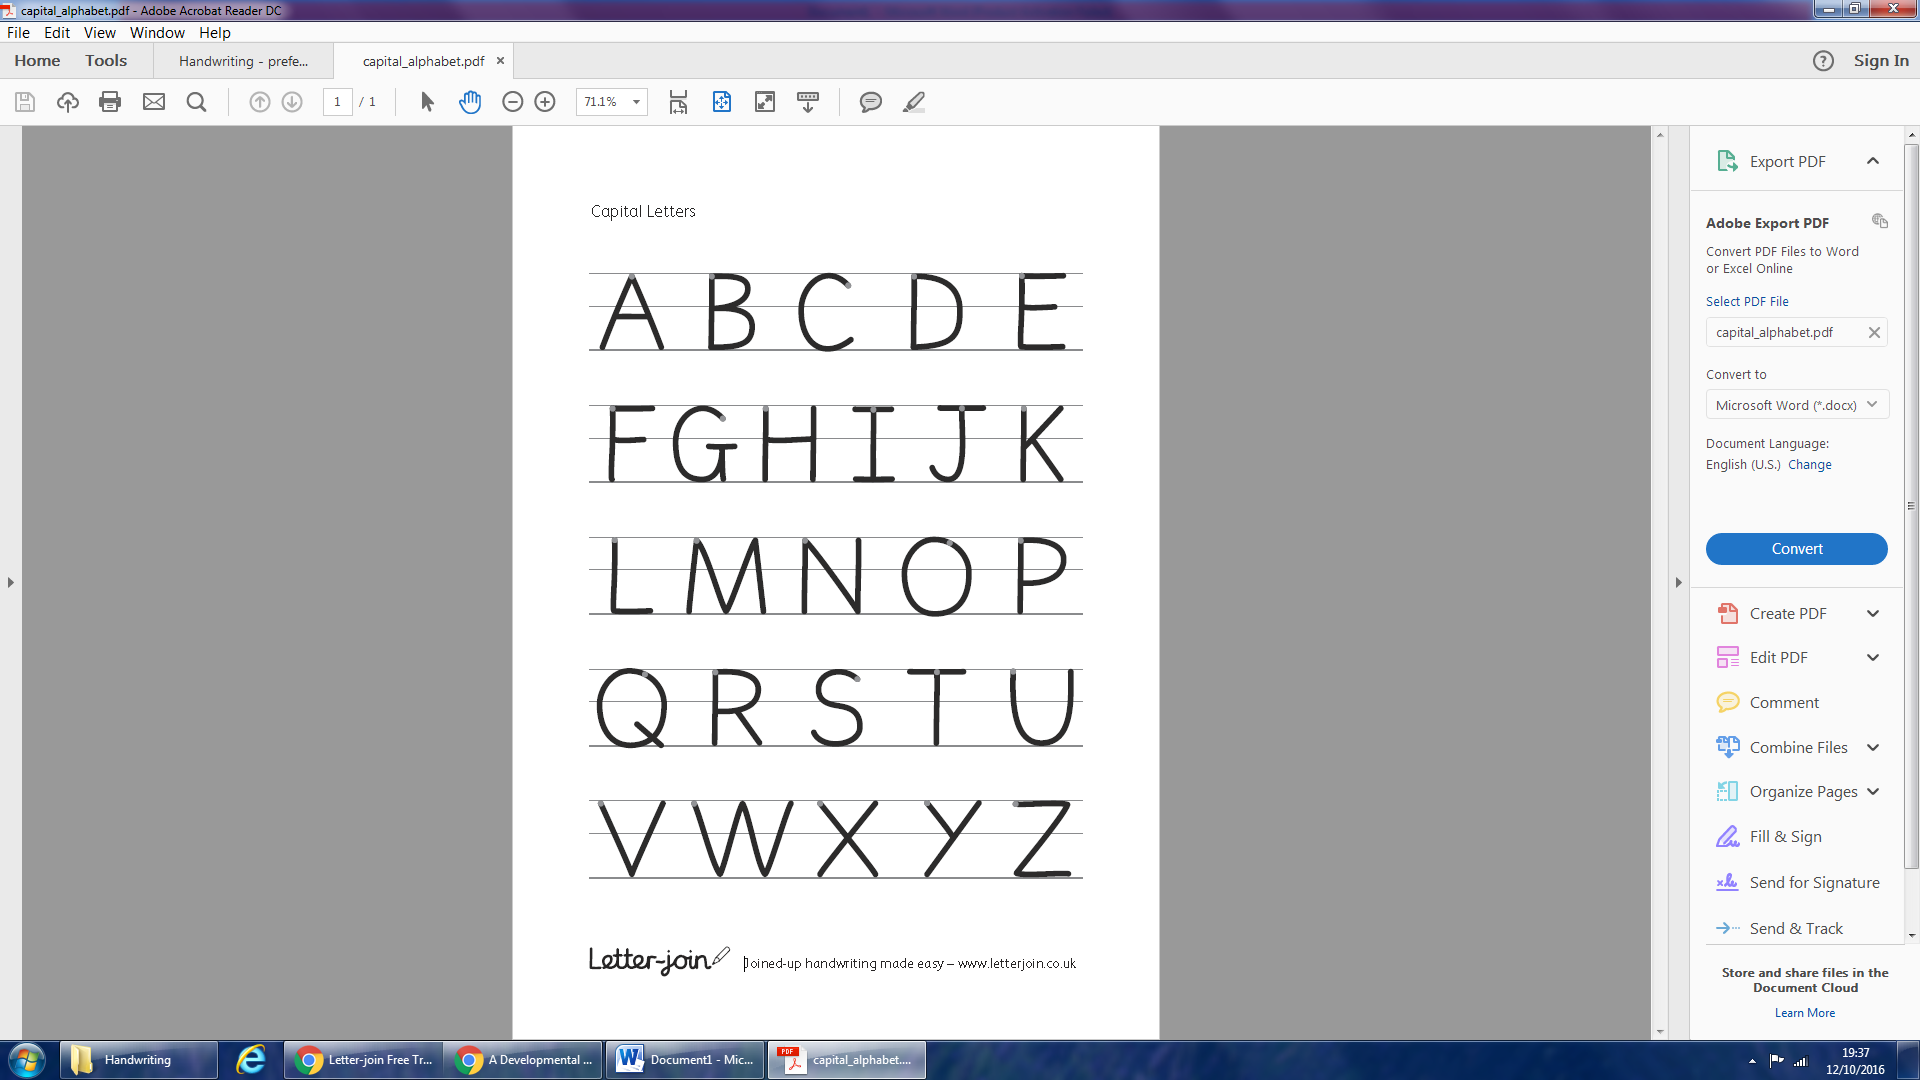 capital_alphabet.pdf - Adobe Acrobat Reader DC
File Edit View Window Help
Home Tools Handwriting - prefe... capital_alphabet.pdf × Sign In
1 / 1 71.1%
Capital Letters
A B C D E
F G H I J K
L M N O P
Q R S T U
V W X Y Z
Letter-join Joined-up handwriting made easy – www.letterjoin.co.uk
Export PDF
Adobe Export PDF
Convert PDF Files to Word
or Excel Online
Select PDF File
capital_alphabet.pdf
Convert to
Microsoft Word (*.docx)
Document Language:
English (U.S.) Change
Convert
Create PDF
Edit PDF
Comment
Combine Files
Organize Pages
Fill & Sign
Send for Signature
Send & Track
Store and share files in the
Document Cloud
Learn More
Handwriting Letter-join Free Tr... A Developmental ... Document1 - Mic... capital_alphabet....
19:37
12/10/2016